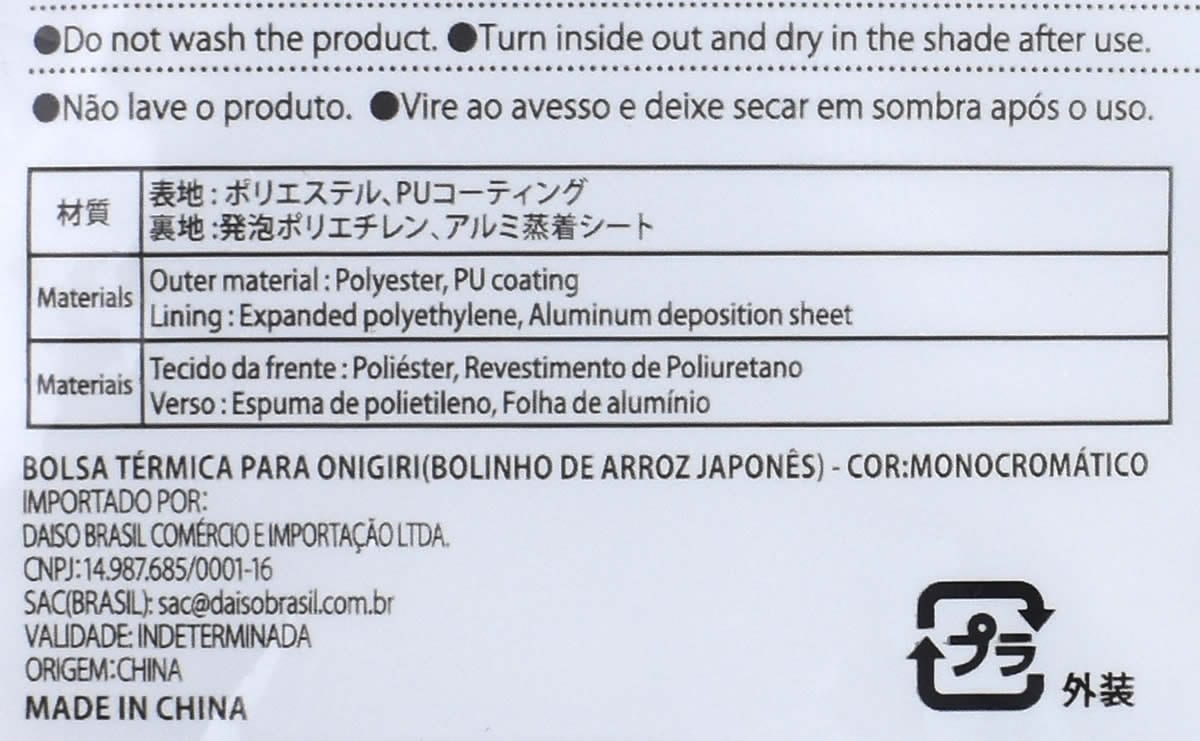 ●Do not wash the product. ●Turn inside out and dry in the shade after use.
●Não lave o produto. ●Vire ao avesso e deixe secar em sombra após o uso.
材質
表地：ポリエステル、PUコーティング
裏地：発泡ポリエチレン、アルミ蒸着シート
Materials
Outer material : Polyester, PU coating
Lining : Expanded polyethylene, Aluminum deposition sheet
Materiais
Tecido da frente : Poliéster, Revestimento de Poliuretano
Verso : Espuma de polietileno, Folha de alumínio
BOLSA TÉRMICA PARA ONIGIRI(BOLINHO DE ARROZ JAPONÊS) - COR:MONOCROMÁTICO
IMPORTADO POR:
DAISO BRASIL COMÉRCIO E IMPORTAÇÃO LTDA.
CNPJ:14.987.685/0001-16
SAC(BRASIL): sac@daisobrasil.com.br
VALIDADE: INDETERMINADA
ORIGEM:CHINA
MADE IN CHINA
プラ
外装